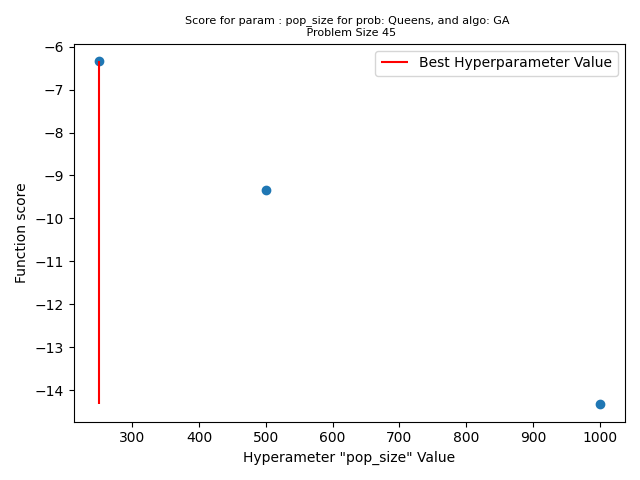 Score for param : pop_size for prob: Queens, and algo: GA
Problem Size 45
Best Hyperparameter Value
−6
−7
−8
−9
−10
−11
−12
−13
−14
Function score
300 400 500 600 700 800 900 1000
Hyperameter "pop_size" Value